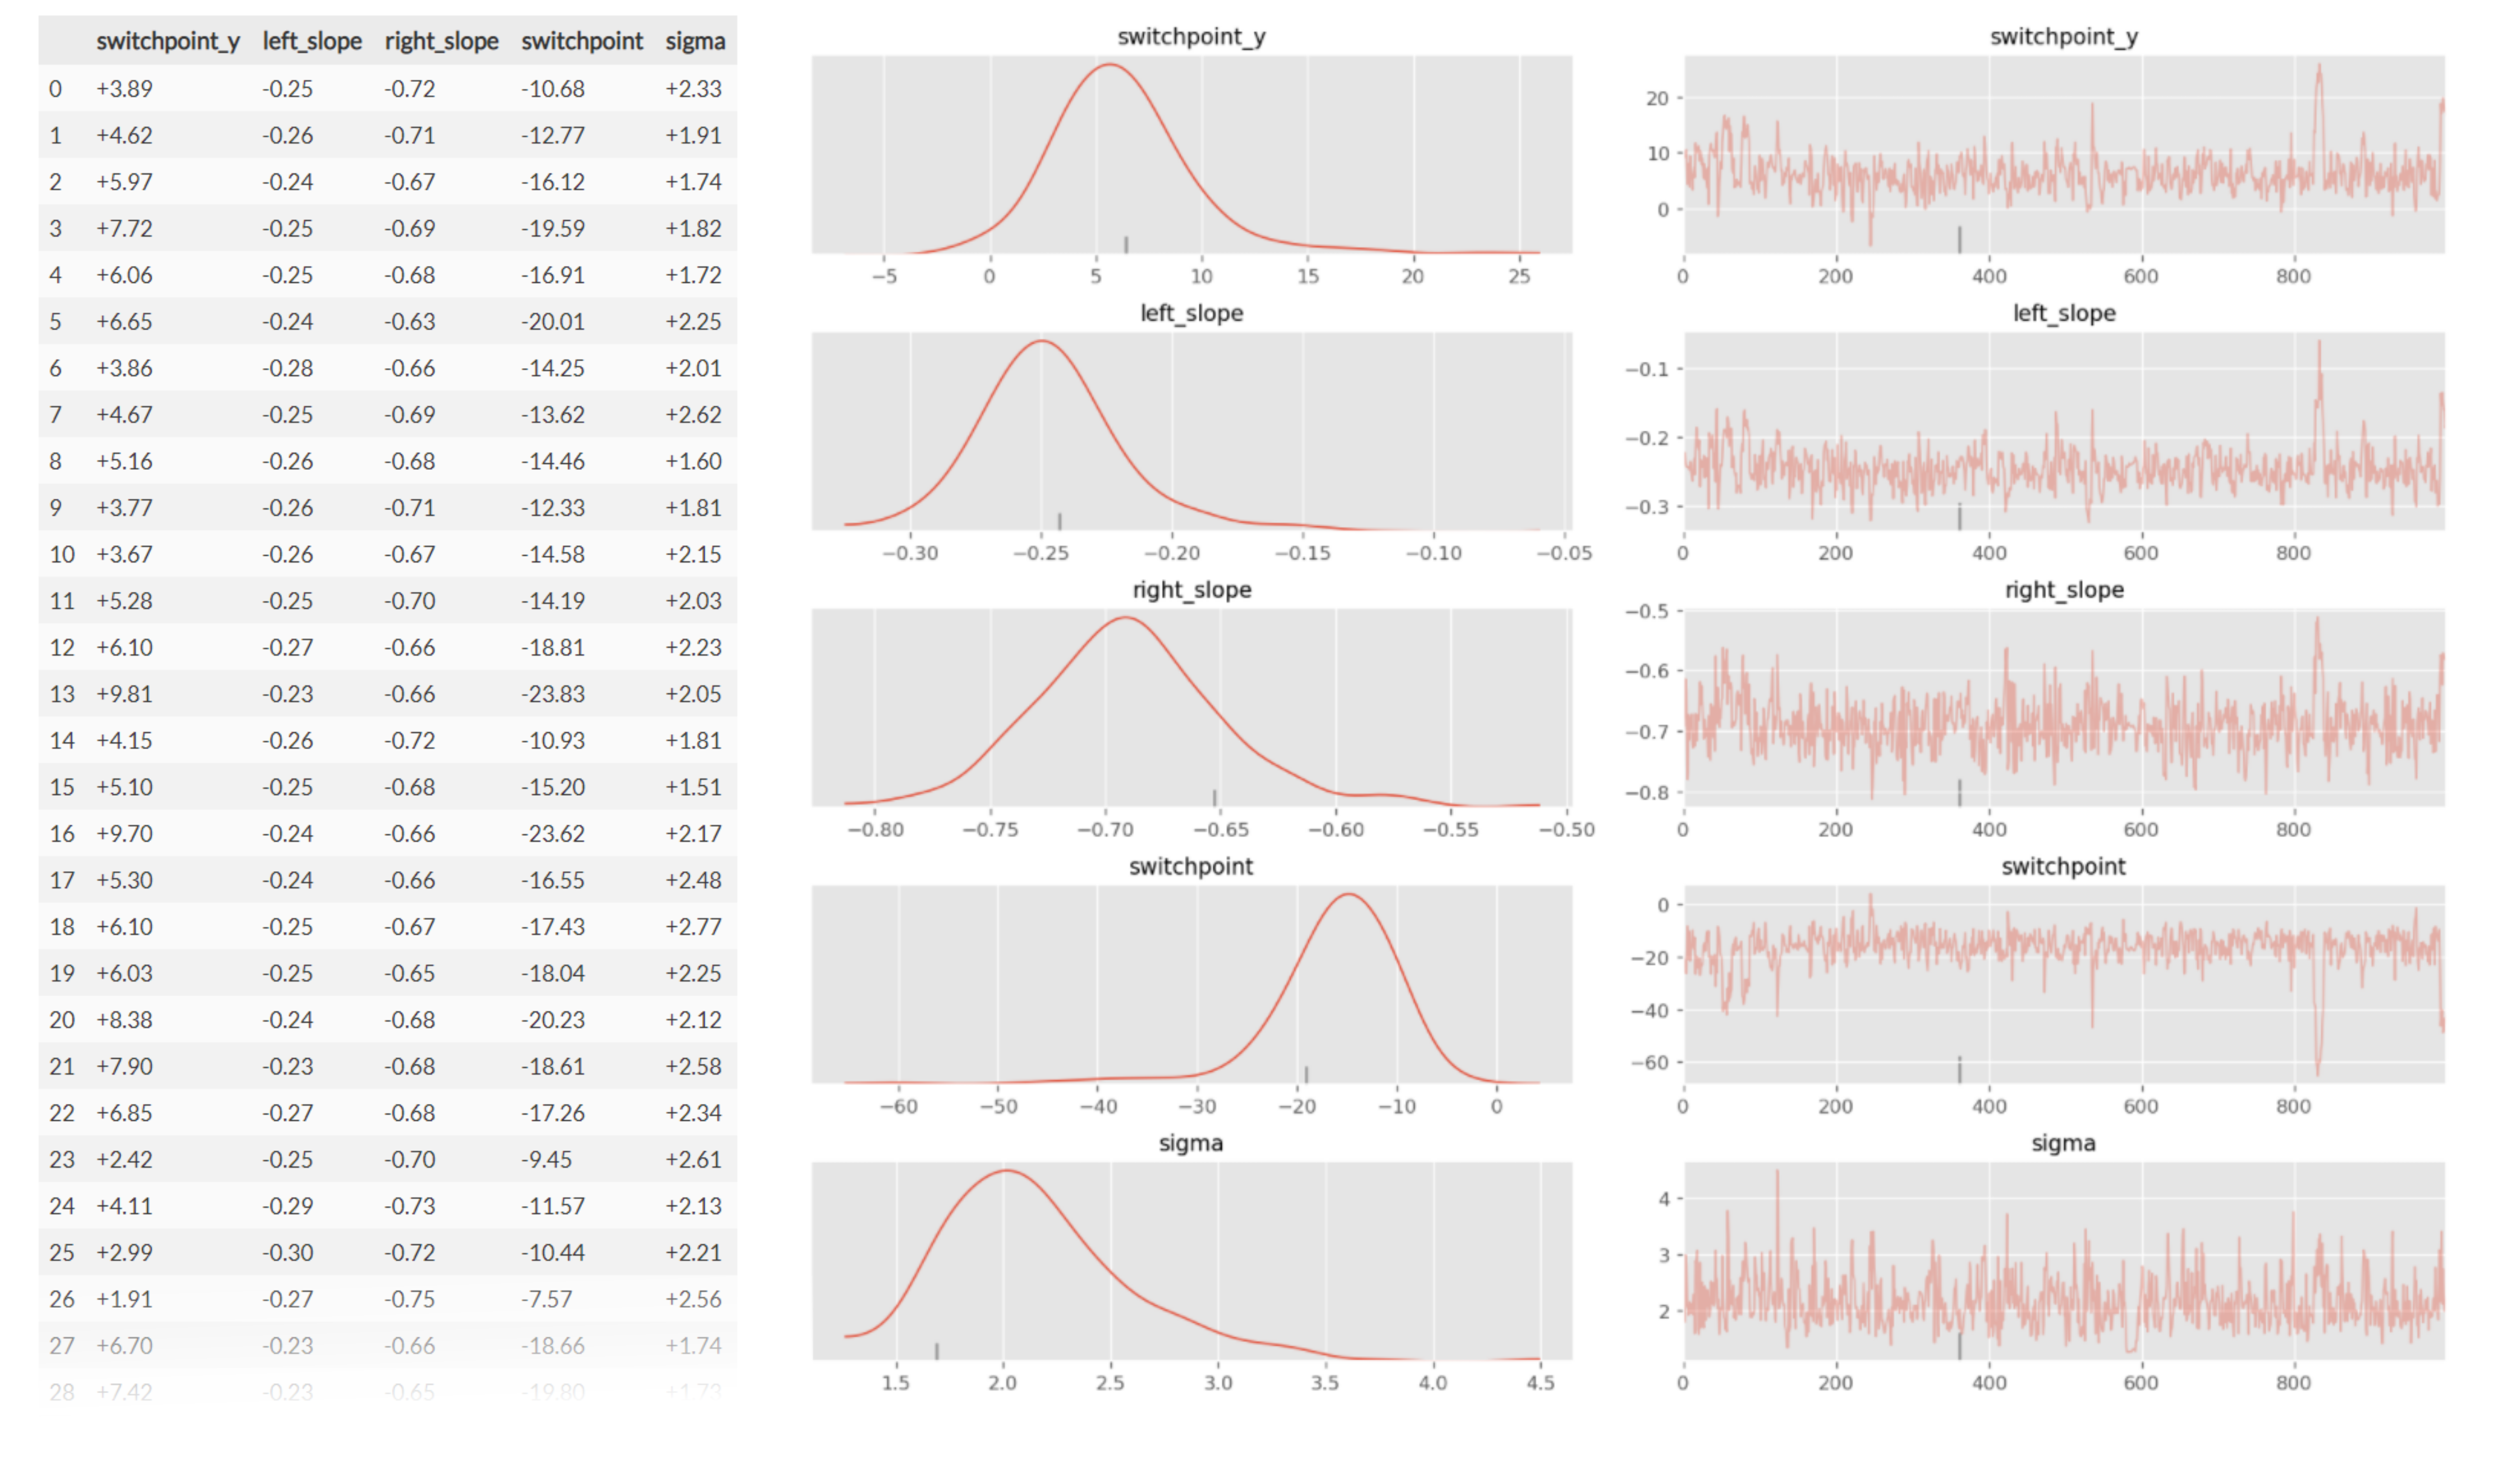 switchpoint_y left_slope right_slope switchpoint sigma
0 +3.89 -0.25 -0.72 -10.68 +2.33
1 +4.62 -0.26 -0.71 -12.77 +1.91
2 +5.97 -0.24 -0.67 -16.12 +1.74
3 +7.72 -0.25 -0.69 -19.59 +1.82
4 +6.06 -0.25 -0.68 -16.91 +1.72
5 +6.65 -0.24 -0.63 -20.01 +2.25
6 +3.86 -0.28 -0.66 -14.25 +2.01
7 +4.67 -0.25 -0.69 -13.62 +2.62
8 +5.16 -0.26 -0.68 -14.46 +1.60
9 +3.77 -0.26 -0.71 -12.33 +1.81
10 +3.67 -0.26 -0.67 -14.58 +2.15
11 +5.28 -0.25 -0.70 -14.19 +2.03
12 +6.10 -0.27 -0.66 -18.81 +2.23
13 +9.81 -0.23 -0.66 -23.83 +2.05
14 +4.15 -0.26 -0.72 -10.93 +1.81
15 +5.10 -0.25 -0.68 -15.20 +1.51
16 +9.70 -0.24 -0.66 -23.62 +2.17
17 +5.30 -0.24 -0.66 -16.55 +2.48
18 +6.10 -0.25 -0.67 -17.43 +2.77
19 +6.03 -0.25 -0.65 -18.04 +2.25
20 +8.38 -0.24 -0.68 -20.23 +2.12
21 +7.90 -0.23 -0.68 -18.61 +2.58
22 +6.85 -0.27 -0.68 -17.26 +2.34
23 +2.42 -0.25 -0.70 -9.45 +2.61
24 +4.11 -0.29 -0.73 -11.57 +2.13
25 +2.99 -0.30 -0.72 -10.44 +2.21
26 +1.91 -0.27 -0.75 -7.57 +2.56
27 +6.70 -0.23 -0.66 -18.66 +1.74
28 +7.42 -0.23 -0.65 -19.80 +1.73
switchpoint_y
−5 0 5 10 15 20 25
switchpoint_y
20
10
0
0 200 400 600 800
left_slope
−0.30 −0.25 −0.20 −0.15 −0.10 −0.05
left_slope
−0.1
−0.2
−0.3
0 200 400 600 800
right_slope
−0.80 −0.75 −0.70 −0.65 −0.60 −0.55 −0.50
right_slope
−0.5
−0.6
−0.7
−0.8
0 200 400 600 800
switchpoint
−60 −50 −40 −30 −20 −10 0
switchpoint
0
−20
−40
−60
0 200 400 600 800
sigma
1.5 2.0 2.5 3.0 3.5 4.0 4.5
sigma
4
3
2
0 200 400 600 800